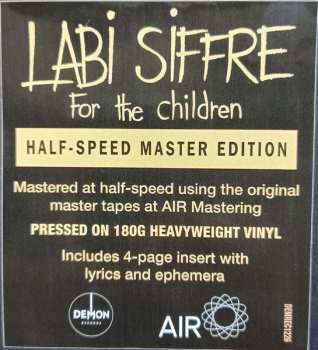 LABI SIFFRE
For the children
HALF-SPEED MASTER EDITION
Mastered at half-speed using the original
master tapes at AIR Mastering
PRESSED ON 180G HEAVYWEIGHT VINYL
Includes 4-page insert with
lyrics and ephemera
DEMON
RECORDS
AIR